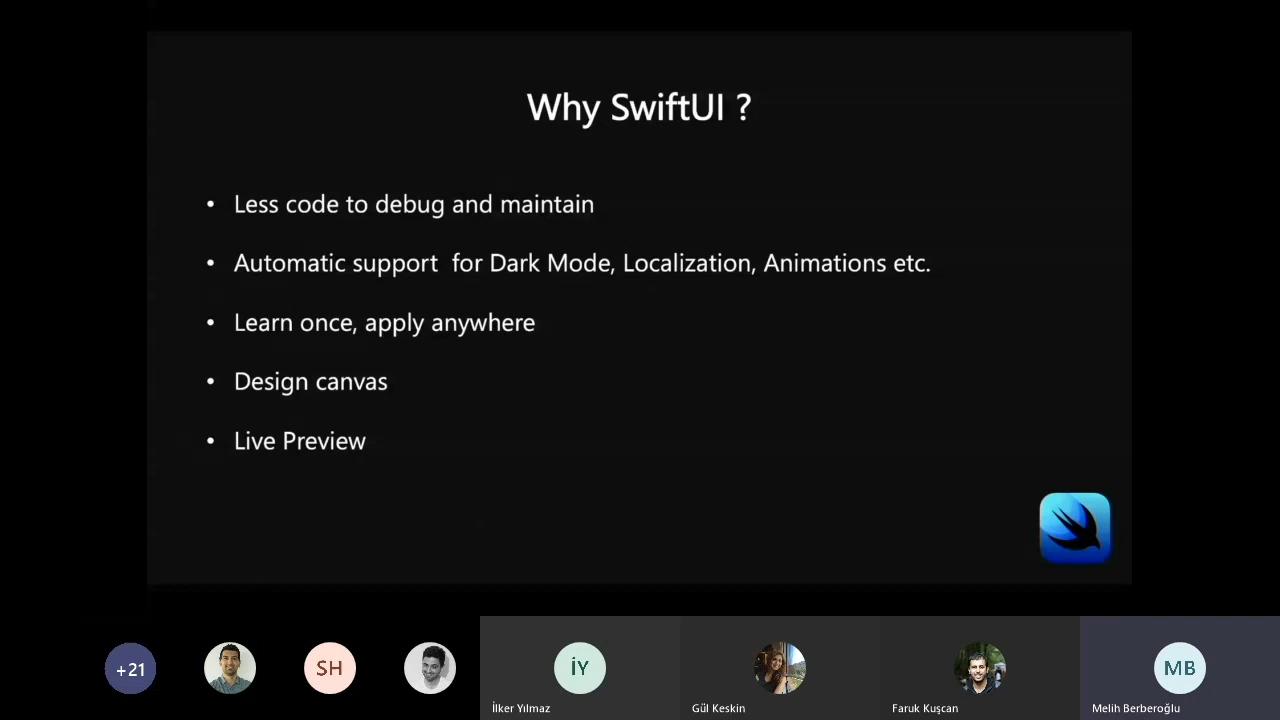 Why SwiftUI ?
• Less code to debug and maintain
• Automatic support  for Dark Mode, Localization, Animations etc.
• Learn once, apply anywhere
• Design canvas
• Live Preview
+21
SH
İY
MB
İlker Yılmaz
Gül Keskin
Faruk Kuşcan
Melih Berberoğlu